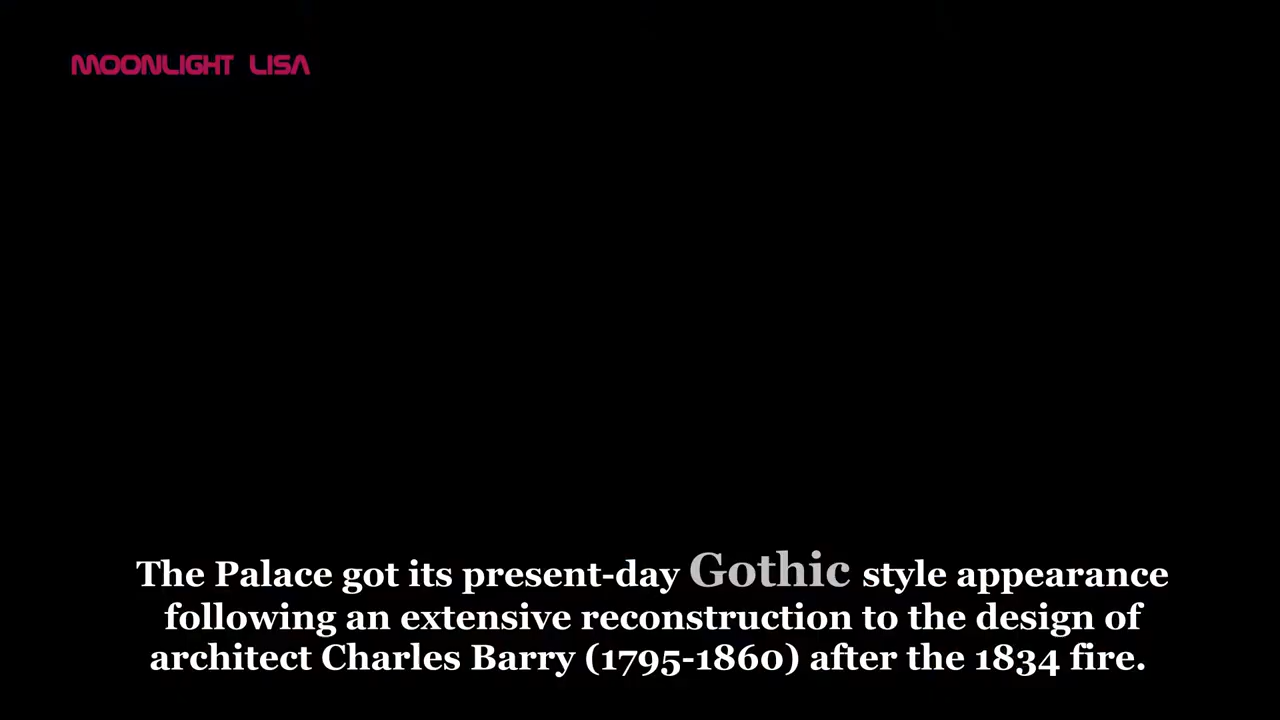 MOONLIGHT LISA
The Palace got its present-day Gothic style appearance
following an extensive reconstruction to the design of
architect Charles Barry (1795-1860) after the 1834 fire.